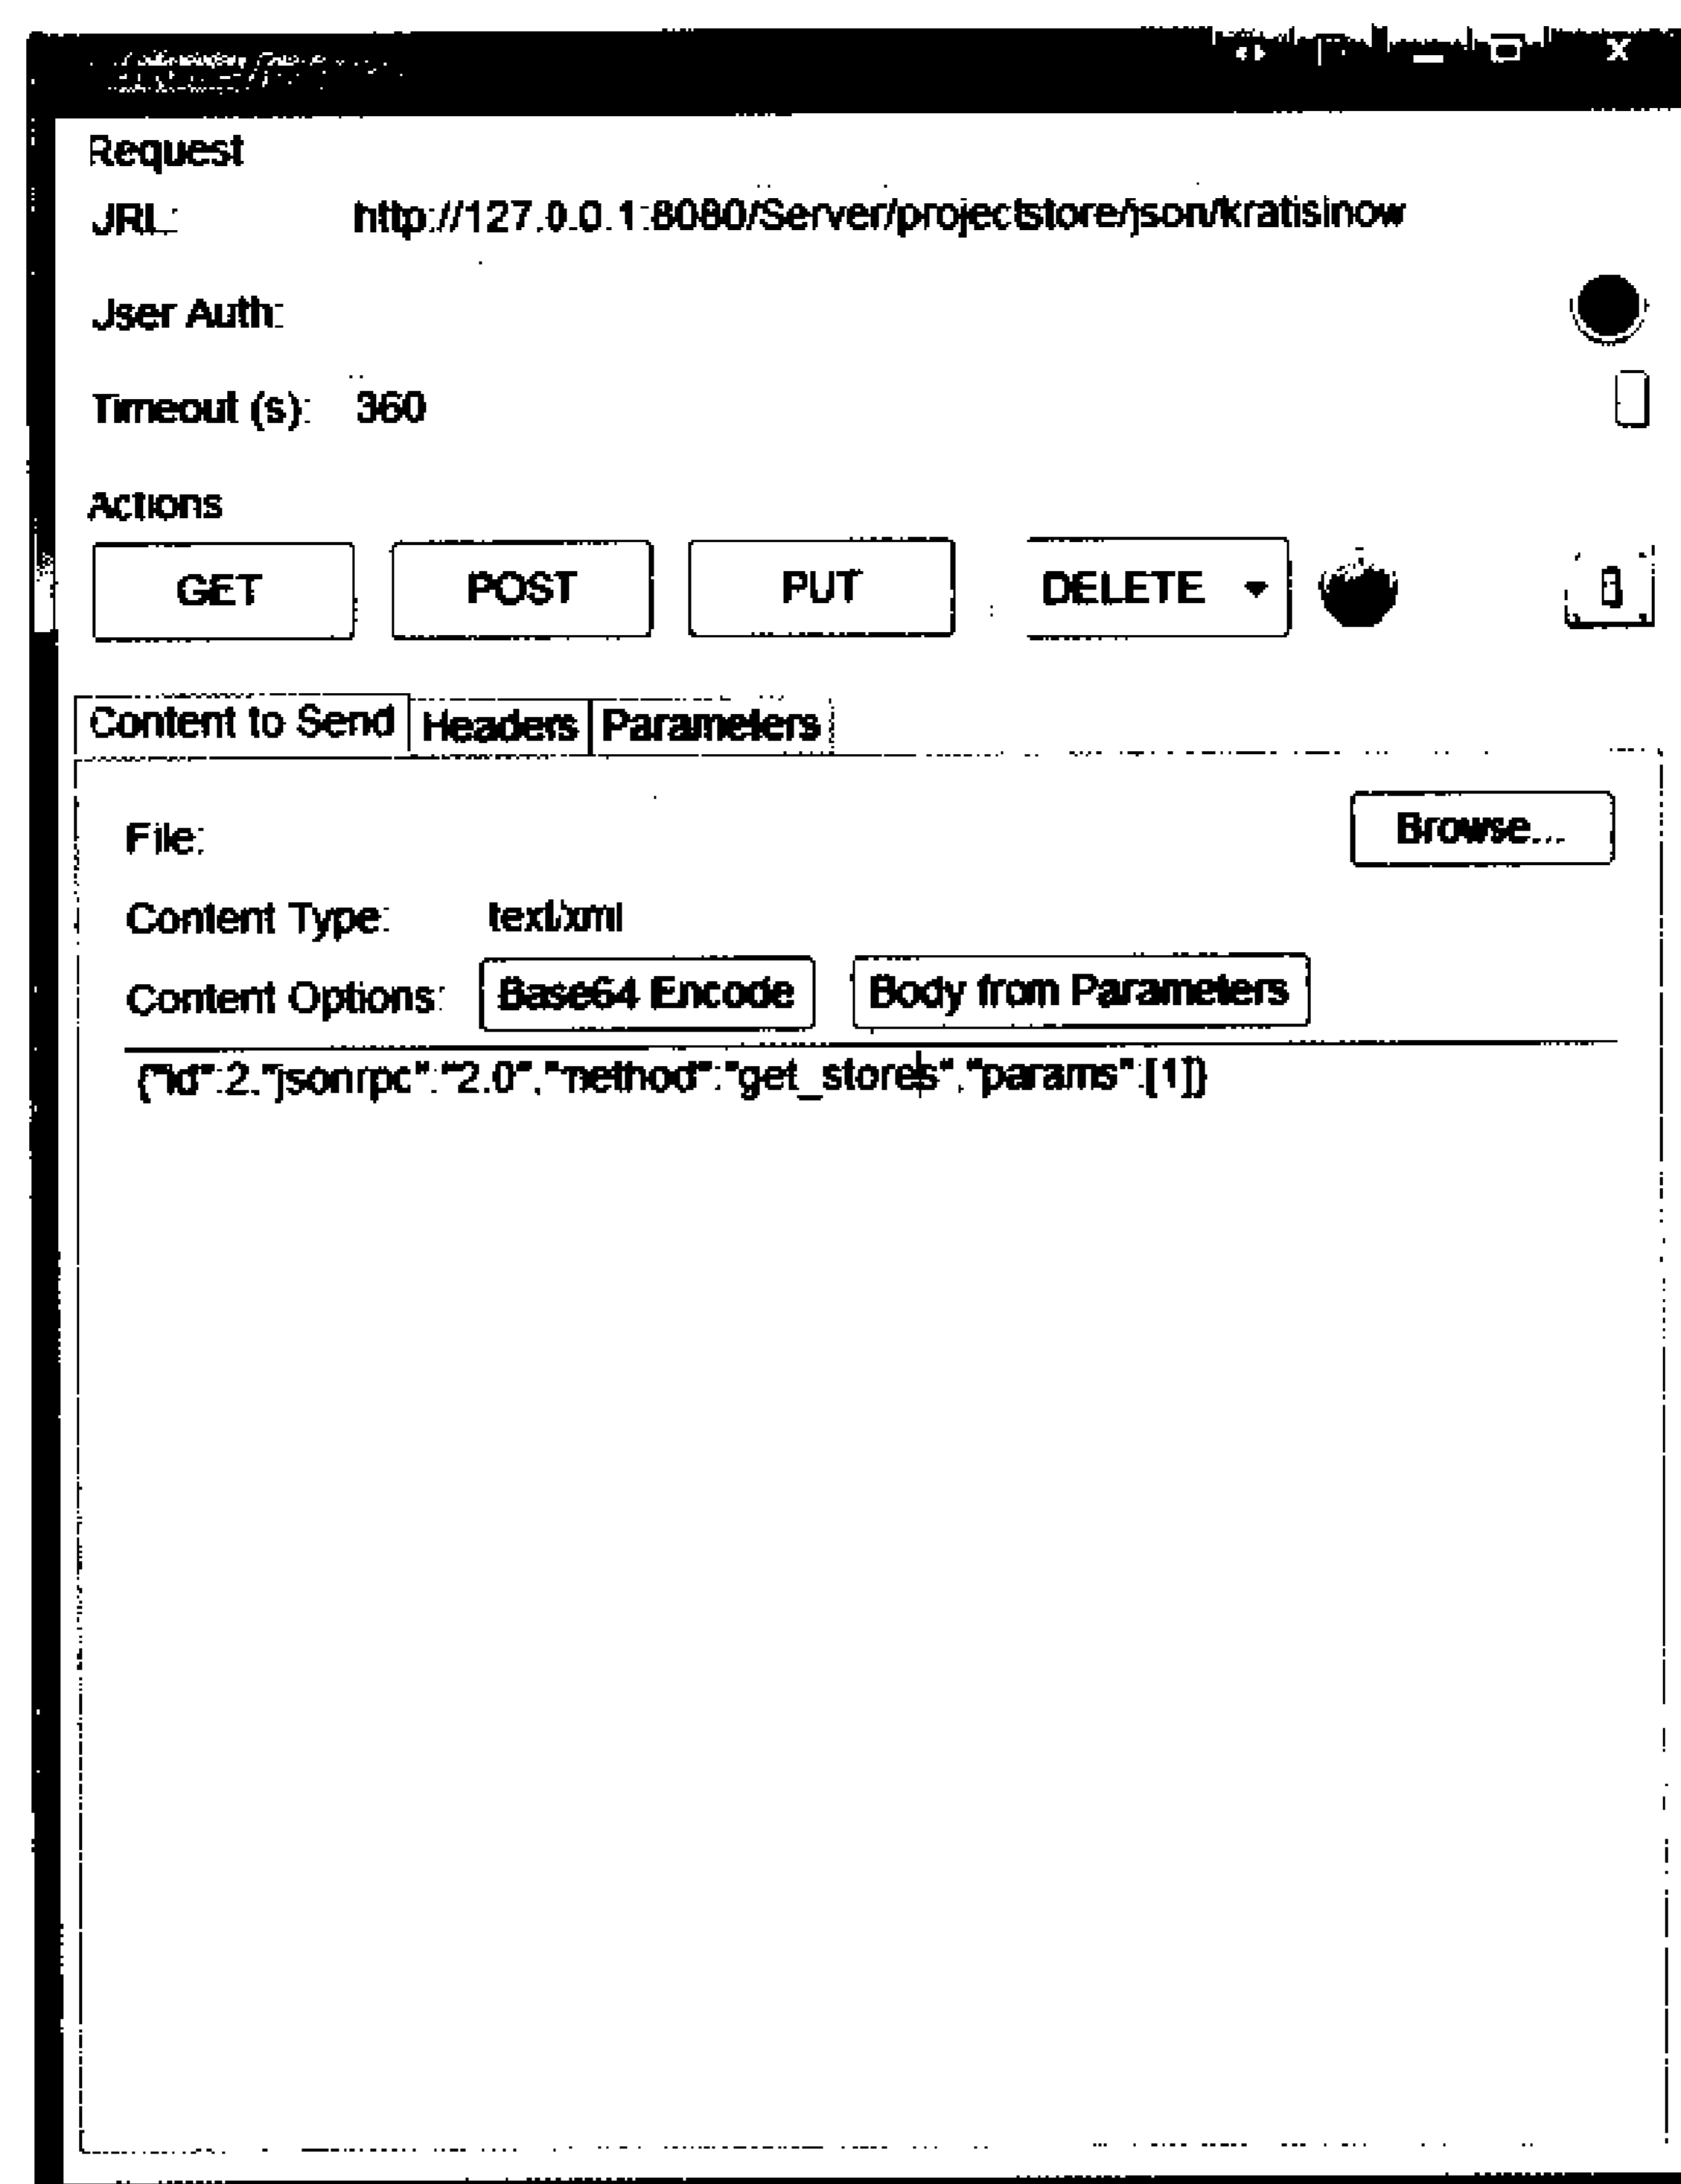 Request
URL: http://127.0.0.1:8080/Server/projectstore/json/kratisinow
User Auth:
Timeout (s): 360
Actions
GET POST PUT DELETE
Content to Send Headers Parameters
File: Browse...
Content Type: text/xml
Content Options: Base64 Encode Body from Parameters
{"id":2,"jsonrpc":"2.0","method":"get_stores","params":[1]}